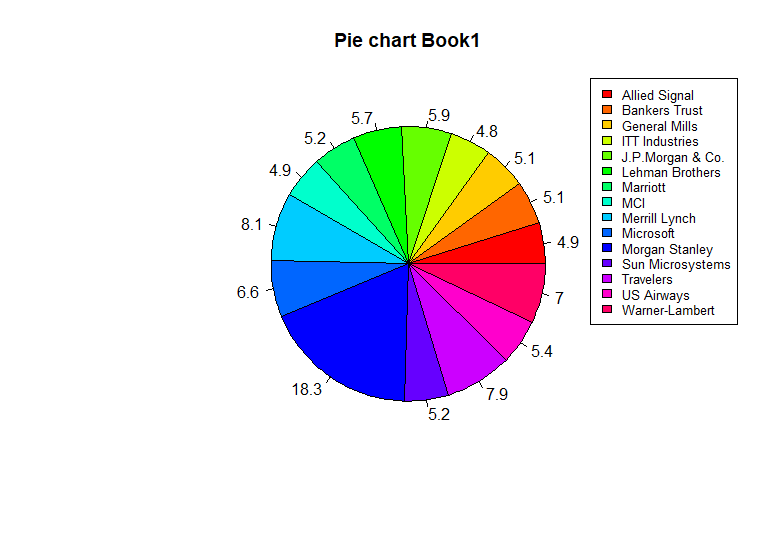 Pie chart Book1
5.9
5.7
4.8
5.2
5.1
4.9
5.1
8.1
4.9
6.6
7
5.4
18.3
7.9
5.2
Allied Signal
Bankers Trust
General Mills
ITT Industries
J.P.Morgan & Co.
Lehman Brothers
Marriott
MCI
Merrill Lynch
Microsoft
Morgan Stanley
Sun Microsystems
Travelers
US Airways
Warner-Lambert